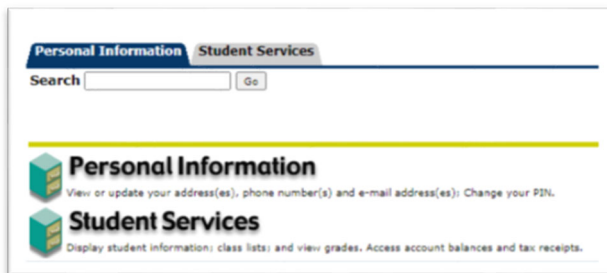 Personal Information Student Services
Search Go
Personal Information
View or update your address(es), phone number(s) and e-mail address(es); Change your PIN.
Student Services
Display student information; class lists; and view grades. Access account balances and tax receipts.